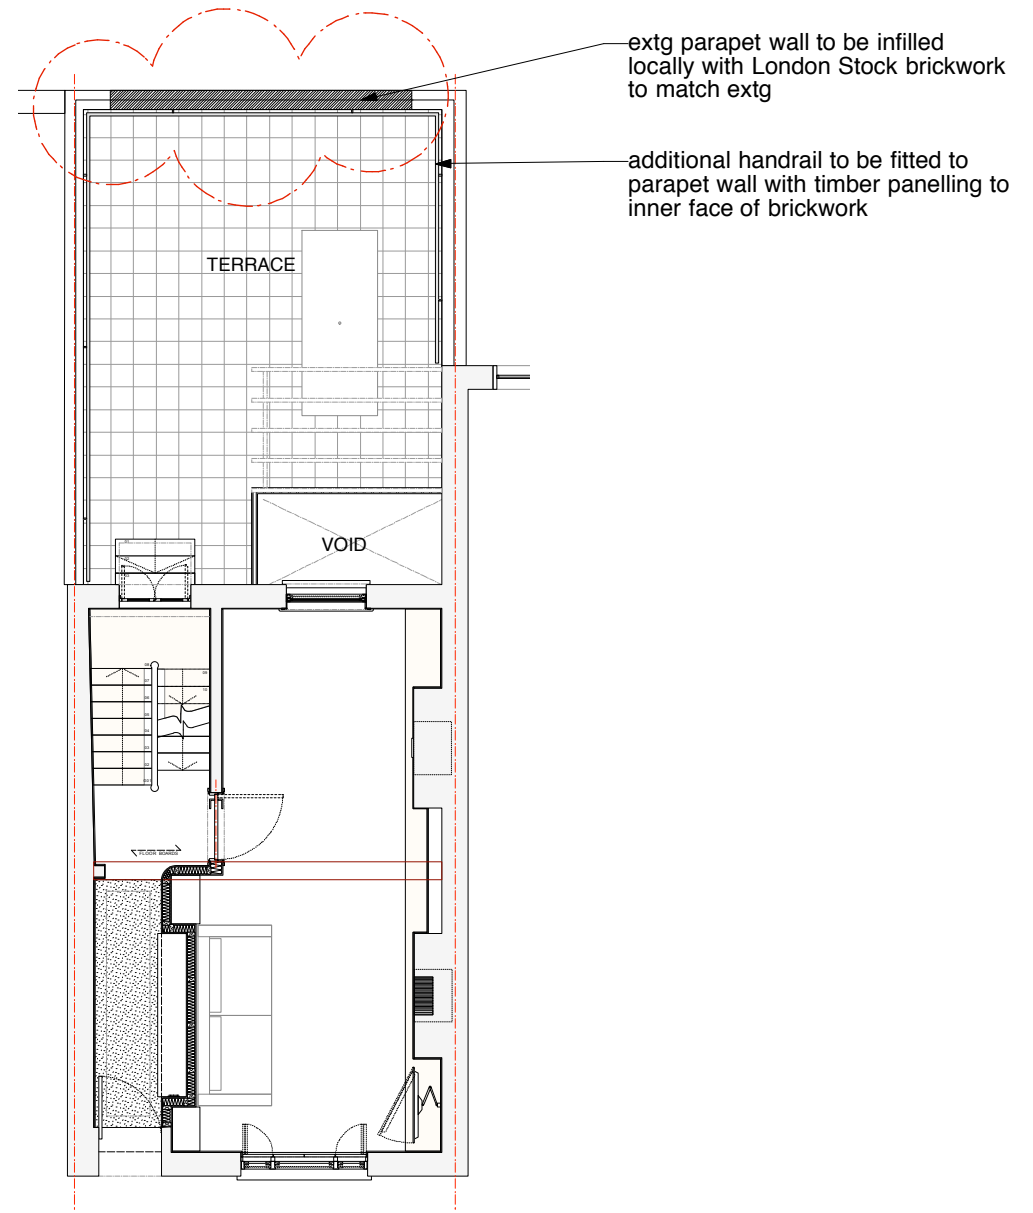 extg parapet wall to be infilled
locally with London Stock brickwork
to match extg
additional handrail to be fitted to
parapet wall with timber panelling to
inner face of brickwork
TERRACE
VOID
FLOOR BOARDS